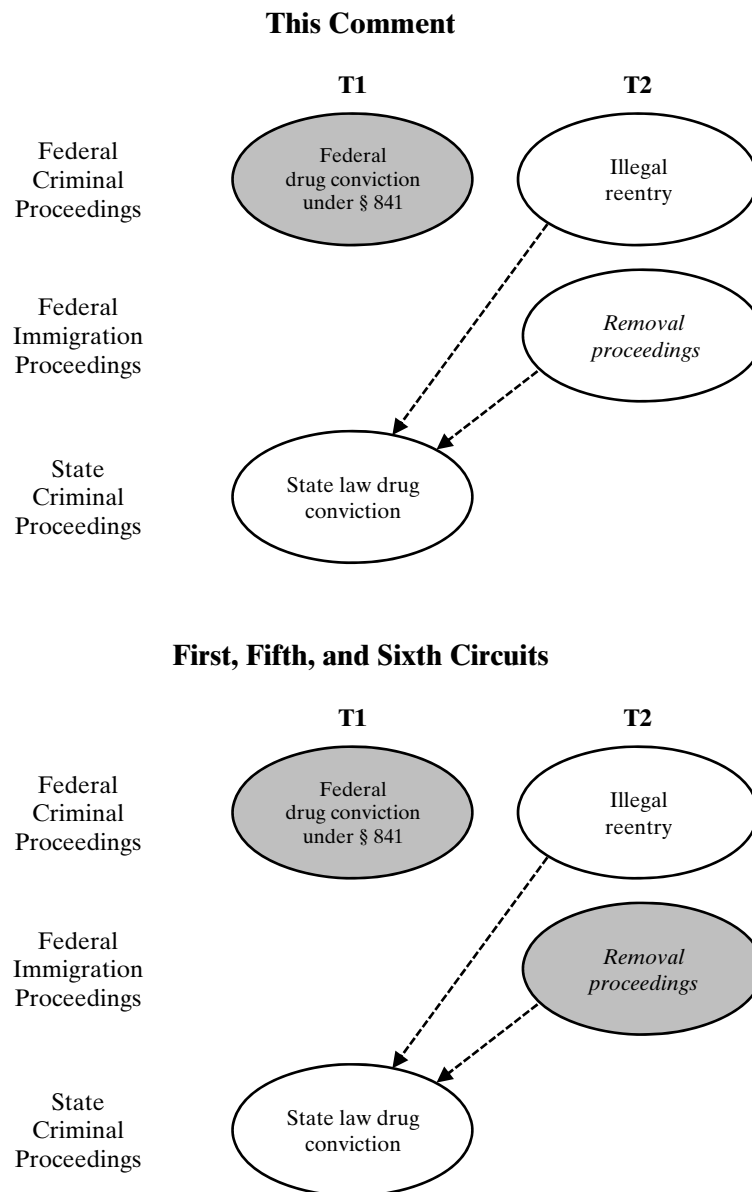 This Comment
T1
T2
Federal
Criminal
Proceedings
Federal
drug conviction
under § 841
Illegal
reentry
Federal
Immigration
Proceedings
Removal
proceedings
State
Criminal
Proceedings
State law drug
conviction
First, Fifth, and Sixth Circuits
T1
T2
Federal
Criminal
Proceedings
Federal
drug conviction
under § 841
Illegal
reentry
Federal
Immigration
Proceedings
Removal
proceedings
State
Criminal
Proceedings
State law drug
conviction